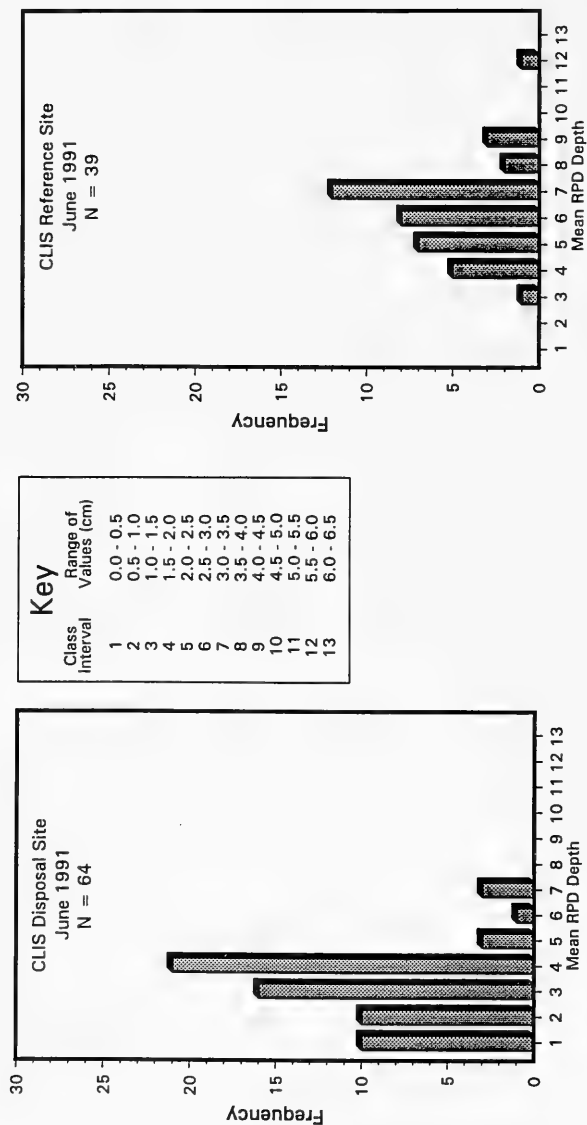 CLIS Disposal Site
June 1991
N = 64
30
25
20
15
10
5
0
Frequency
1 2 3 4 5 6 7 8 9 10 11 12 13
Mean RPD Depth
Key
Class Interval Range of Values (cm)
1 0.0 - 0.5
2 0.5 - 1.0
3 1.0 - 1.5
4 1.5 - 2.0
5 2.0 - 2.5
6 2.5 - 3.0
7 3.0 - 3.5
8 3.5 - 4.0
9 4.0 - 4.5
10 4.5 - 5.0
11 5.0 - 5.5
12 5.5 - 6.0
13 6.0 - 6.5
CLIS Reference Site
June 1991
N = 39
30
25
20
15
10
5
0
Frequency
1 2 3 4 5 6 7 8 9 10 11 12 13
Mean RPD Depth